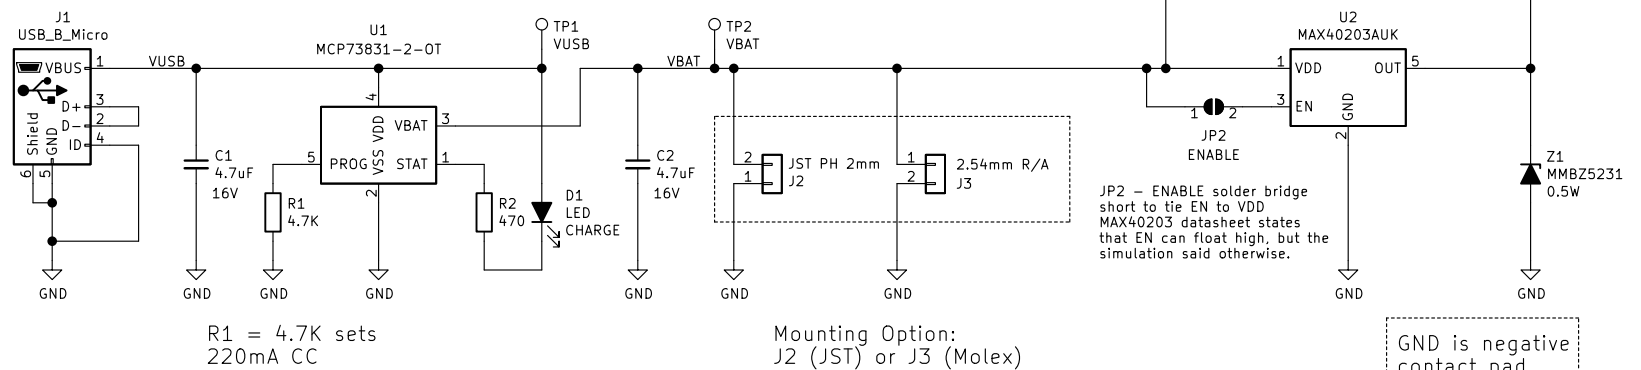 J1
USB_B_Micro
VBUS
1
D+
3
D-
2
ID
4
Shield
GND
6
5
GND
VUSB
C1
4.7uF
16V
GND
R1
4.7K
GND
U1
MCP73831-2-OT
4
VDD
VBAT
3
5
PROG
VSS
STAT
1
2
GND
R2
470
D1
LED
CHARGE
TP1
VUSB
TP2
VBAT
VBAT
C2
4.7uF
16V
GND
2
1
JST PH 2mm
J2
GND
1
2
2.54mm R/A
J3
GND
U2
MAX40203AUK
1
VDD
OUT
5
3
EN
GND
2
GND
1
2
JP2
ENABLE
JP2 – ENABLE solder bridge
short to tie EN to VDD
MAX40203 datasheet states
that EN can float high, but the
simulation said otherwise.
Z1
MMBZ5231
0.5W
GND
R1 = 4.7K sets
220mA CC
Mounting Option:
J2 (JST) or J3 (Molex)
GND is negative
contact pad